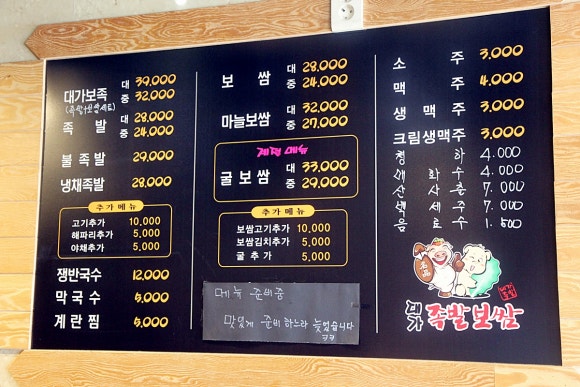 대가보족 대 39,000
(족발+보쌈세트) 중 32,000
족발 대 28,000
중 24,000
불족발 29,000
냉채족발 28,000
추가메뉴
고기추가 10,000
해파리추가 5,000
야채추가 5,000
쟁반국수 12,000
막국수 5,000
계란찜 5,000
보쌈 대 28,000
중 24,000
마늘보쌈 대 32,000
중 27,000
계절메뉴
굴보쌈 대 33,000
중 29,000
추가메뉴
보쌈고기추가 10,000
보쌈김치추가 5,000
굴추가 5,000
메뉴 준비중
맛있게 준비하느라 늦었습니다
ㅋㅋ
소주 3,000
맥주 4,000
생맥주 3,000
크림생맥주 3,000
청하 4,000
매화수 4,000
산사춘 7,000
백세주 7,000
음료수 1,500
대가 족발보쌈